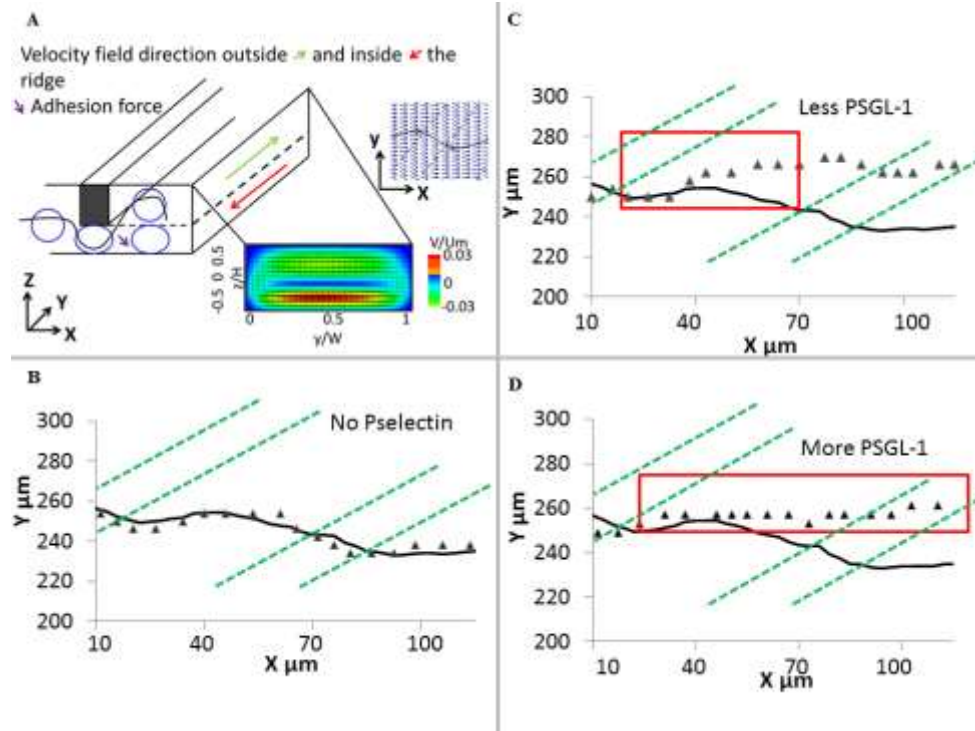 A
Velocity field direction outside and inside the
ridge
Adhesion force
y
X
V/Um
0.03
-0.03
z/H
-0.5 0 0.5
0 0.5 1
y/W
Z
Y
X
B
No Pselectin
300
280
260
240
220
200
Y µm
10 40 70 100
X µm
C
Less PSGL-1
300
280
260
240
220
200
Y µm
10 40 70 100
X µm
D
More PSGL-1
300
280
260
240
220
200
Y µm
10 40 70 100
X µm